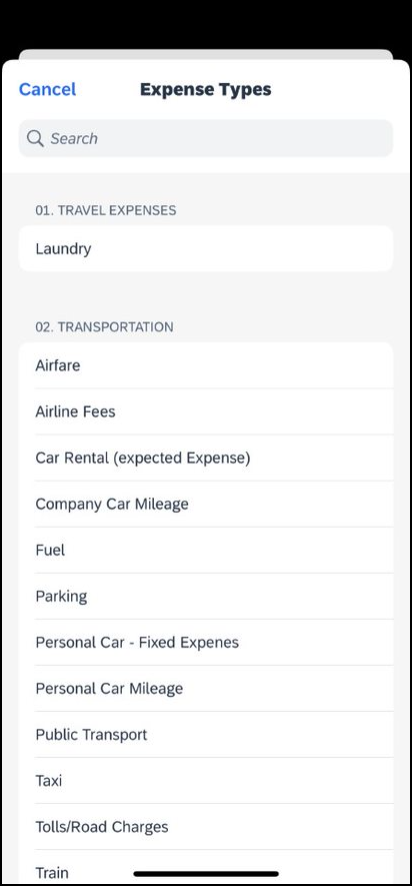 Cancel Expense Types
Search
01. TRAVEL EXPENSES
Laundry
02. TRANSPORTATION
Airfare
Airline Fees
Car Rental (expected Expense)
Company Car Mileage
Fuel
Parking
Personal Car - Fixed Expenes
Personal Car Mileage
Public Transport
Taxi
Tolls/Road Charges
Train